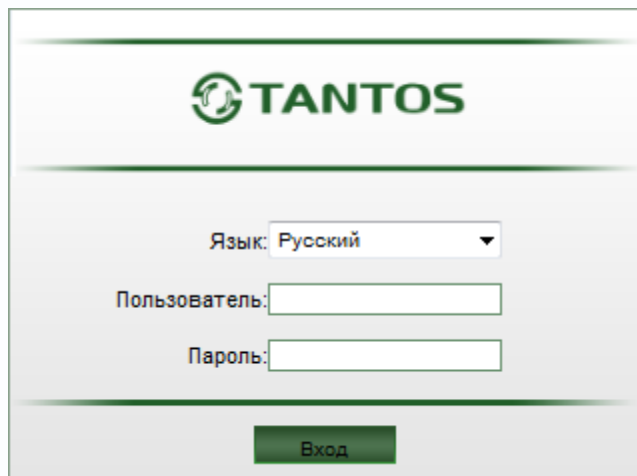 TANTOS
Язык: Русский
Пользователь:
Пароль:
Вход